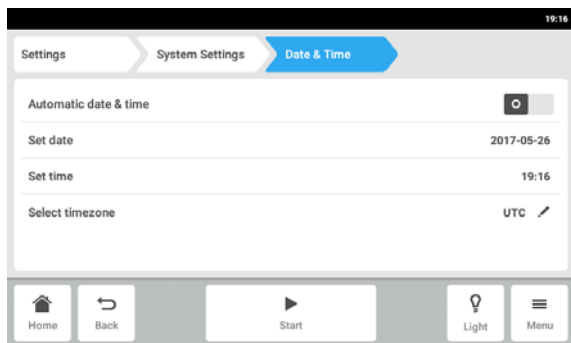 19:16
Settings
System Settings
Date & Time
Automatic date & time
Set date
2017-05-26
Set time
19:16
Select timezone
UTC
Home
Back
Start
Light
Menu